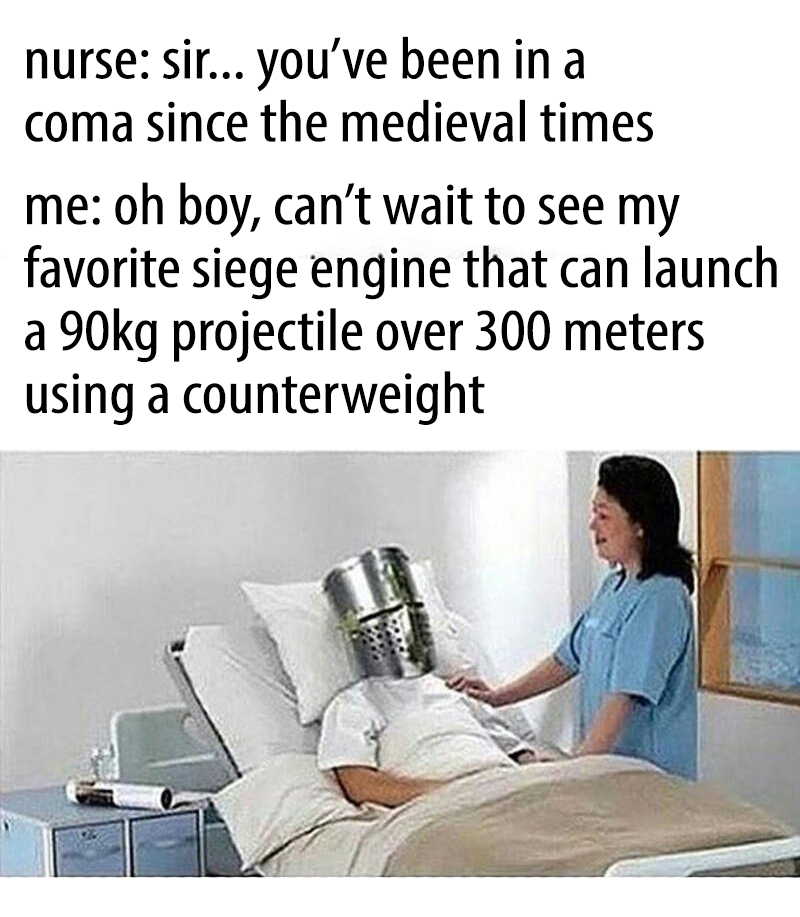 nurse: sir... you’ve been in a
coma since the medieval times
me: oh boy, can’t wait to see my
favorite siege engine that can launch
a 90kg projectile over 300 meters
using a counterweight